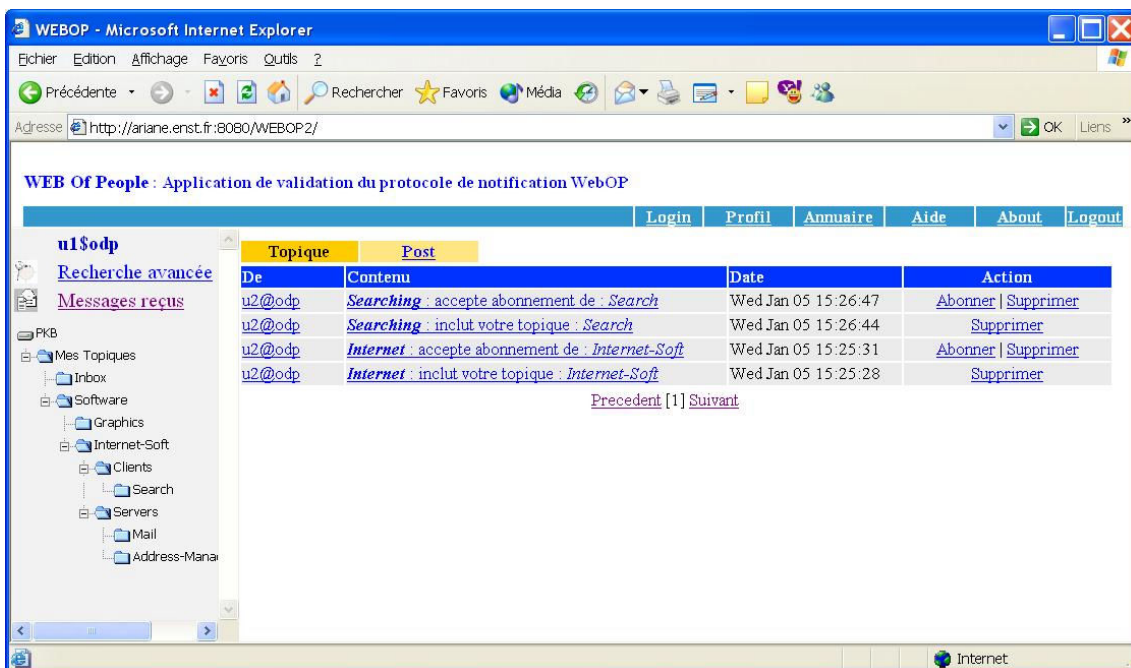 WEBOP - Microsoft Internet Explorer
Fichier Edition Affichage Favoris Outils ?
Précédente Rechercher Favoris Média
Adresse http://ariane.enst.fr:8080/WEBOP2/ OK Liens »
WEB Of People : Application de validation du protocole de notification WebOP
Login Profil Annuaire Aide About Logout
u1$odp
Recherche avancée
Messages reçus
PKB
Mes Topiques
Inbox
Software
Graphics
Internet-Soft
Clients
Search
Servers
Mail
Address-Mana
Topique Post
De Contenu Date Action
u2@odp Searching : accepte abonnement de : Search Wed Jan 05 15:26:47 Abonner | Supprimer
u2@odp Searching : inclut votre topique : Search Wed Jan 05 15:26:44 Supprimer
u2@odp Internet : accepte abonnement de : Internet-Soft Wed Jan 05 15:25:31 Abonner | Supprimer
u2@odp Internet : inclut votre topique : Internet-Soft Wed Jan 05 15:25:28 Supprimer
Precedent [1] Suivant
Internet